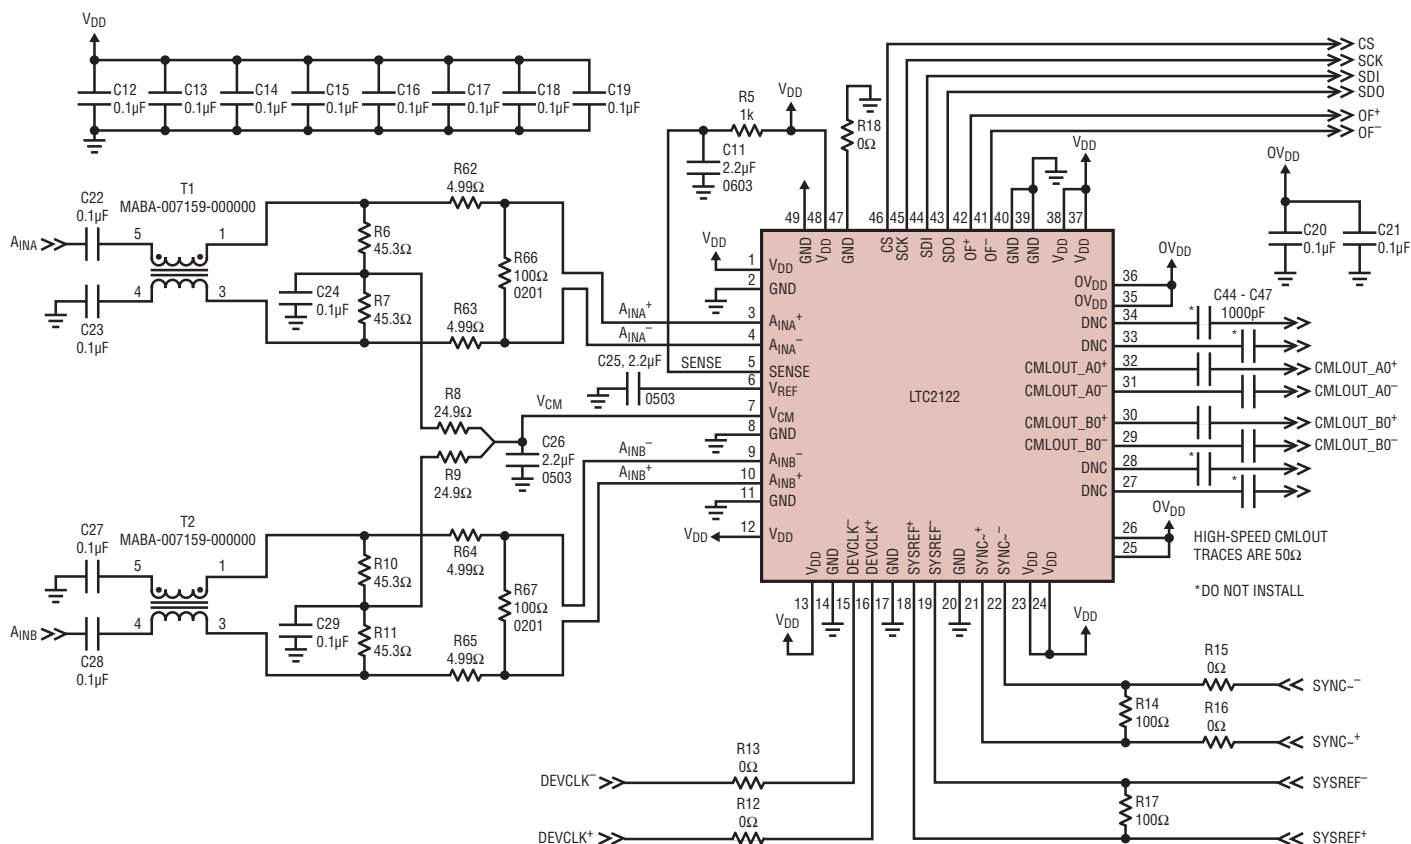 VDD
C12
0.1µF
C13
0.1µF
C14
0.1µF
C15
0.1µF
C16
0.1µF
C17
0.1µF
C18
0.1µF
C19
0.1µF
R5
1k
VDD
C11
2.2µF
0603
R18
0Ω
CS
SCK
SDI
SDO
OF+
OF−
VDD
OVDD
C20
0.1µF
C21
0.1µF
C22
0.1µF
T1
MABA-007159-000000
AINA
5
1
4
3
C23
0.1µF
R62
4.99Ω
R6
45.3Ω
C24
0.1µF
R7
45.3Ω
R63
4.99Ω
R66
100Ω
0201
AINA+
AINA−
C25, 2.2µF
0503
SENSE
R8
24.9Ω
R9
24.9Ω
VCM
C26
2.2µF
0503
AINB−
AINB+
C27
0.1µF
T2
MABA-007159-000000
5
1
4
3
AINB
C28
0.1µF
R64
4.99Ω
R10
45.3Ω
C29
0.1µF
R11
45.3Ω
R65
4.99Ω
R67
100Ω
0201
49 48 47 46 45 44 43 42 41 40 39 38 37
GND VDD GND CS SCK SDI SDO OF+ OF− GND GND VDD VDD
VDD
1 VDD
2 GND
3 AINA+
4 AINA−
5 SENSE
6 VREF
7 VCM
8 GND
9 AINB−
10 AINB+
11 GND
VDD 12 VDD
LTC2122
OVDD
OVDD 36
OVDD 35
DNC 34
DNC 33
CMLOUT_A0+ 32
CMLOUT_A0− 31
CMLOUT_B0+ 30
CMLOUT_B0− 29
DNC 28
DNC 27
26
25
OVDD
C44 - C47
1000pF
*
*
CMLOUT_A0+
CMLOUT_A0−
CMLOUT_B0+
CMLOUT_B0−
*
*
HIGH-SPEED CMLOUT
TRACES ARE 50Ω
*DO NOT INSTALL
VDD GND DEVCLK− DEVCLK+ GND SYSREF+ SYSREF− GND SYNC~+ SYNC~− VDD VDD
13 14 15 16 17 18 19 20 21 22 23 24
VDD
VDD
R15
0Ω
SYNC~−
R14
100Ω
R16
0Ω
SYNC~+
R13
0Ω
DEVCLK−
SYSREF−
R12
0Ω
DEVCLK+
R17
100Ω
SYSREF+